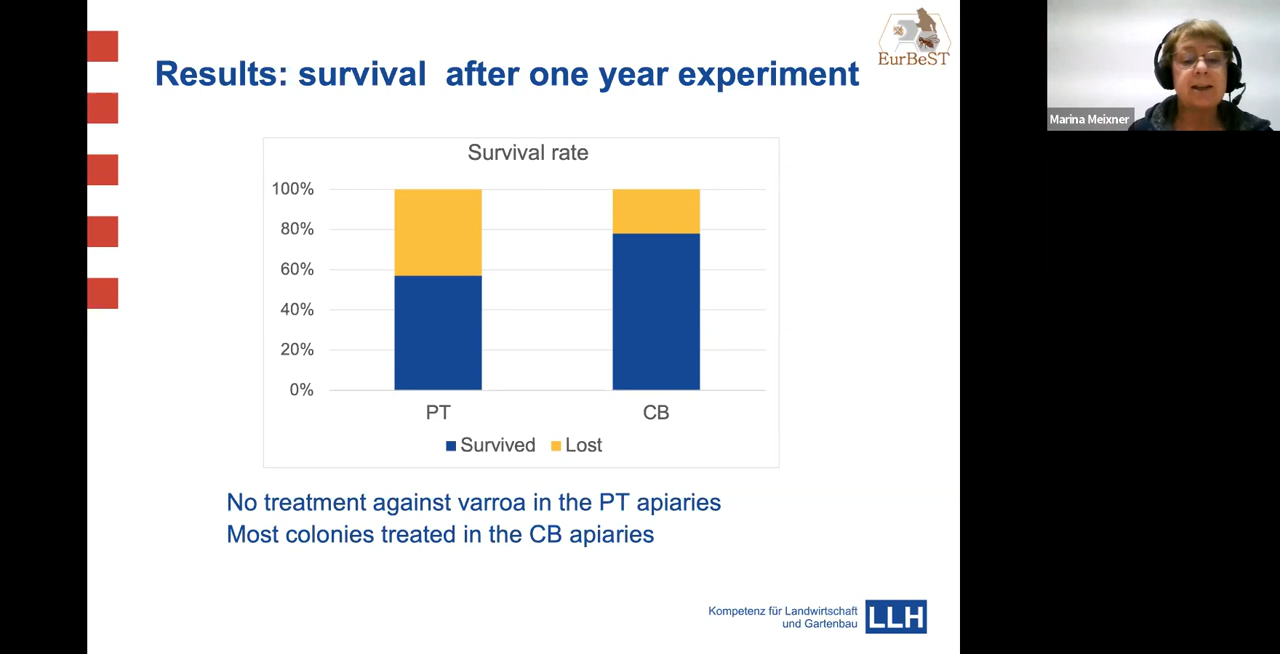 EurBeST
Results: survival after one year experiment
Marina Meixner
Survival rate
100%
80%
60%
40%
20%
0%
PT CB
Survived Lost
No treatment against varroa in the PT apiaries
Most colonies treated in the CB apiaries
Kompetenz für Landwirtschaft
und Gartenbau
LLH